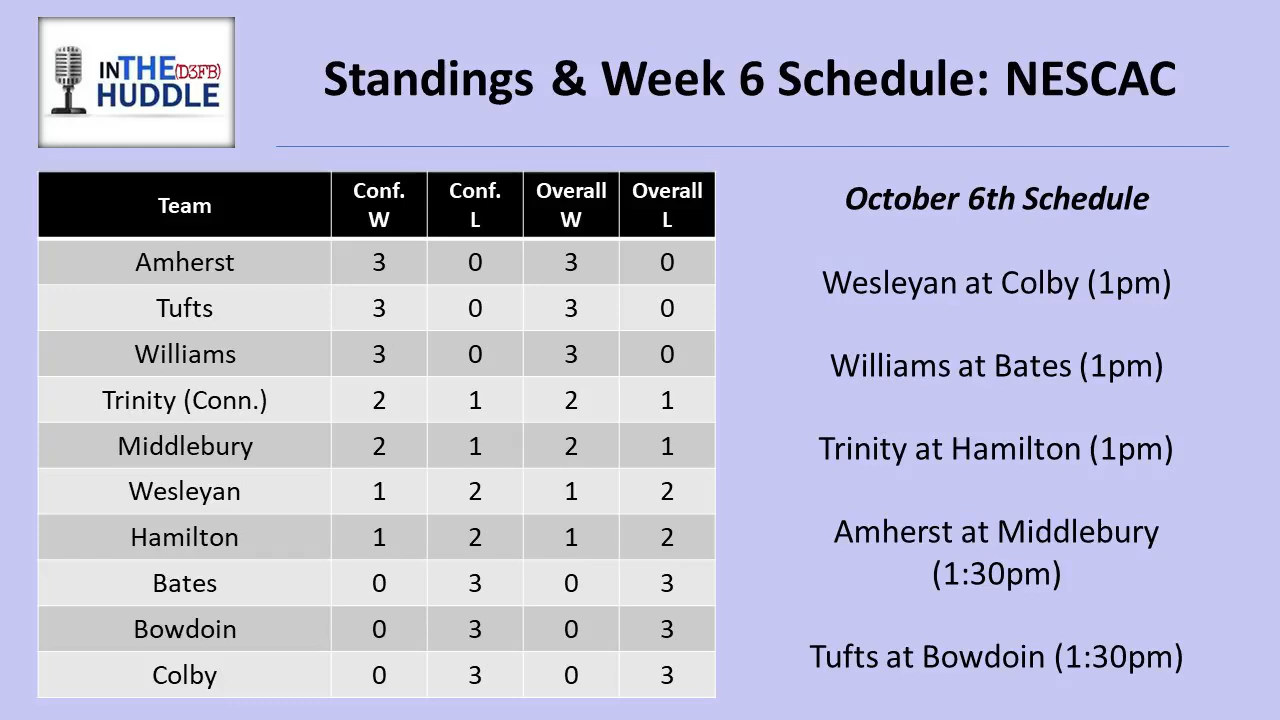 INTHE(D3FB)
HUDDLE
Standings & Week 6 Schedule: NESCAC
Team Conf. W Conf. L Overall W Overall L
Amherst 3 0 3 0
Tufts 3 0 3 0
Williams 3 0 3 0
Trinity (Conn.) 2 1 2 1
Middlebury 2 1 2 1
Wesleyan 1 2 1 2
Hamilton 1 2 1 2
Bates 0 3 0 3
Bowdoin 0 3 0 3
Colby 0 3 0 3
October 6th Schedule
Wesleyan at Colby (1pm)
Williams at Bates (1pm)
Trinity at Hamilton (1pm)
Amherst at Middlebury
(1:30pm)
Tufts at Bowdoin (1:30pm)